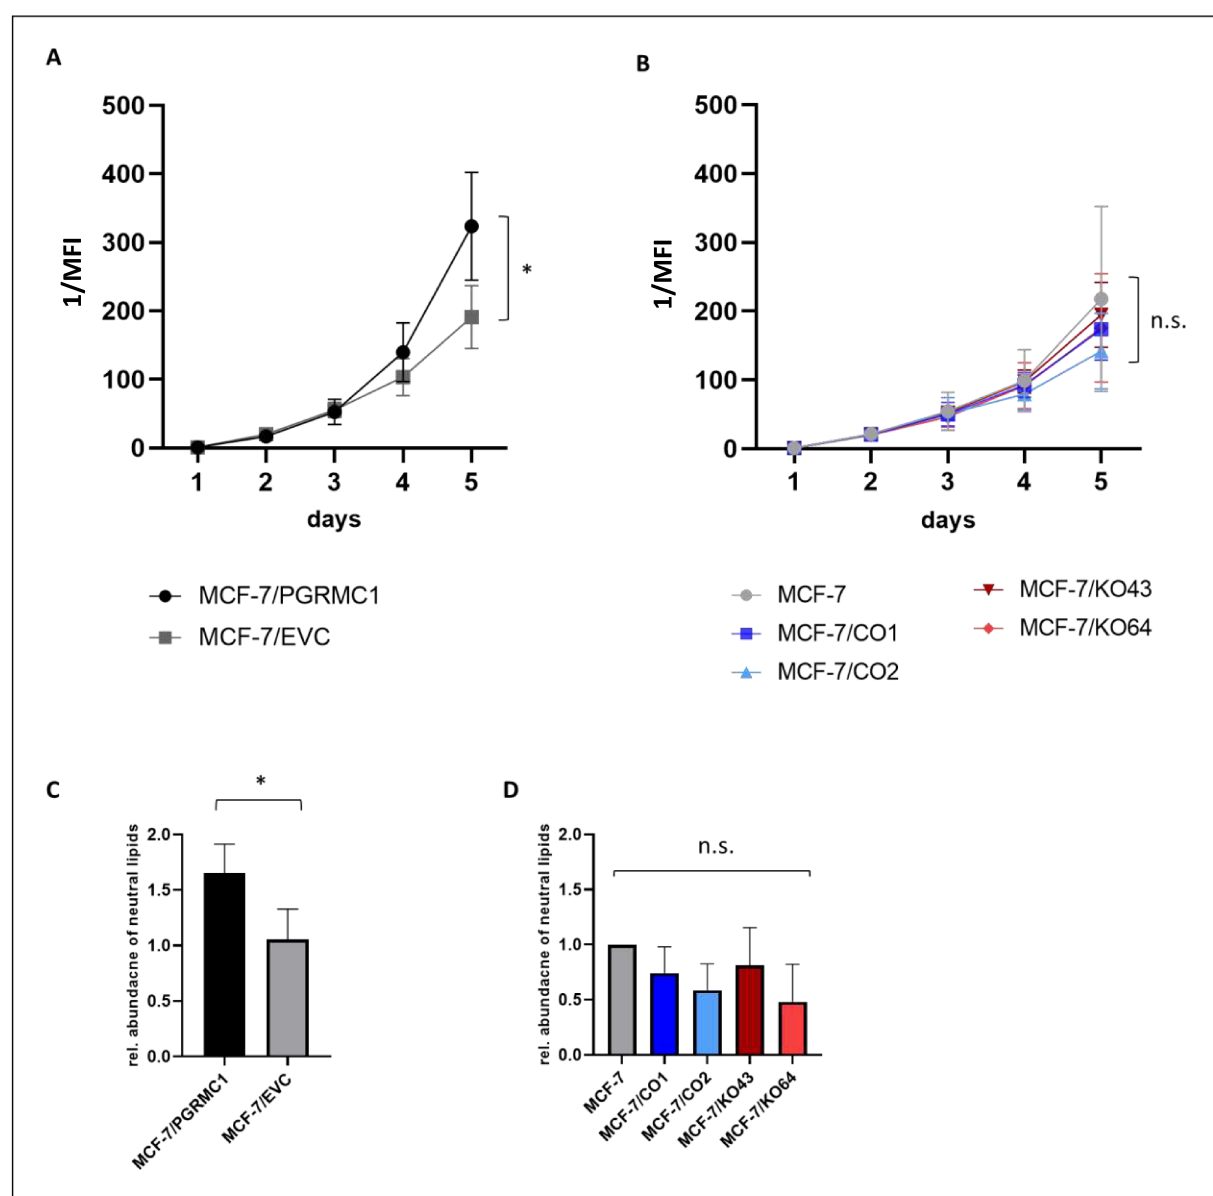 A
500
400
300
200
100
0
1/MFI
1 2 3 4 5
days
*
MCF-7/PGRMC1
MCF-7/EVC
B
500
400
300
200
100
0
1/MFI
1 2 3 4 5
days
n.s.
MCF-7
MCF-7/CO1
MCF-7/CO2
MCF-7/KO43
MCF-7/KO64
C
*
rel. abundacne of neutral lipids
2.0
1.5
1.0
0.5
0.0
MCF-7/PGRMC1
MCF-7/EVC
D
n.s.
rel. abundacne of neutral lipids
2.0
1.5
1.0
0.5
0.0
MCF-7
MCF-7/CO1
MCF-7/CO2
MCF-7/KO43
MCF-7/KO64